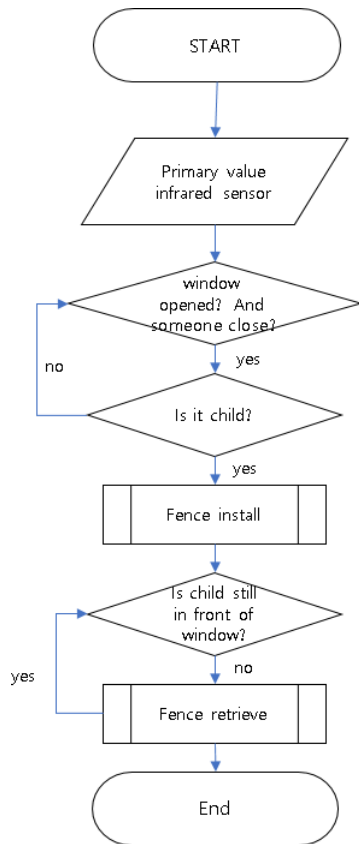 START
Primary value
infrared sensor
window
opened? And
someone close?
no
yes
Is it child?
yes
Fence install
Is child still
in front of
window?
yes
no
Fence retrieve
End